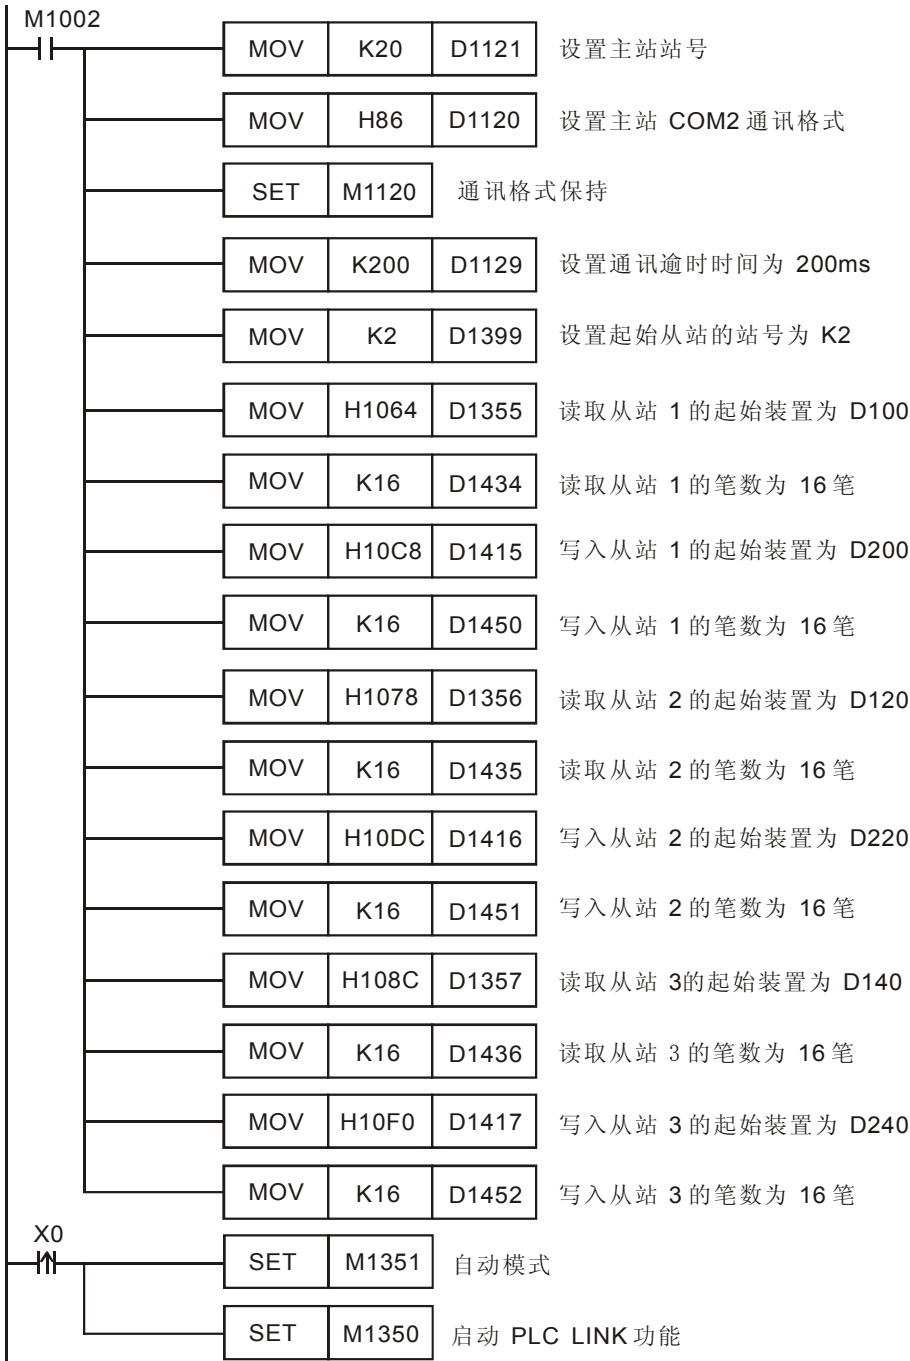 M1002
MOV K20 D1121 设置主站站号
MOV H86 D1120 设置主站 COM2 通讯格式
SET M1120 通讯格式保持
MOV K200 D1129 设置通讯逾时时间为 200ms
MOV K2 D1399 设置起始从站的站号为 K2
MOV H1064 D1355 读取从站 1 的起始装置为 D100
MOV K16 D1434 读取从站 1 的笔数为 16 笔
MOV H10C8 D1415 写入从站 1 的起始装置为 D200
MOV K16 D1450 写入从站 1 的笔数为 16 笔
MOV H1078 D1356 读取从站 2 的起始装置为 D120
MOV K16 D1435 读取从站 2 的笔数为 16 笔
MOV H10DC D1416 写入从站 2 的起始装置为 D220
MOV K16 D1451 写入从站 2 的笔数为 16 笔
MOV H108C D1357 读取从站 3的起始装置为 D140
MOV K16 D1436 读取从站 3 的笔数为 16 笔
MOV H10F0 D1417 写入从站 3 的起始装置为 D240
MOV K16 D1452 写入从站 3 的笔数为 16 笔
X0
SET M1351 自动模式
SET M1350 启动 PLC LINK 功能